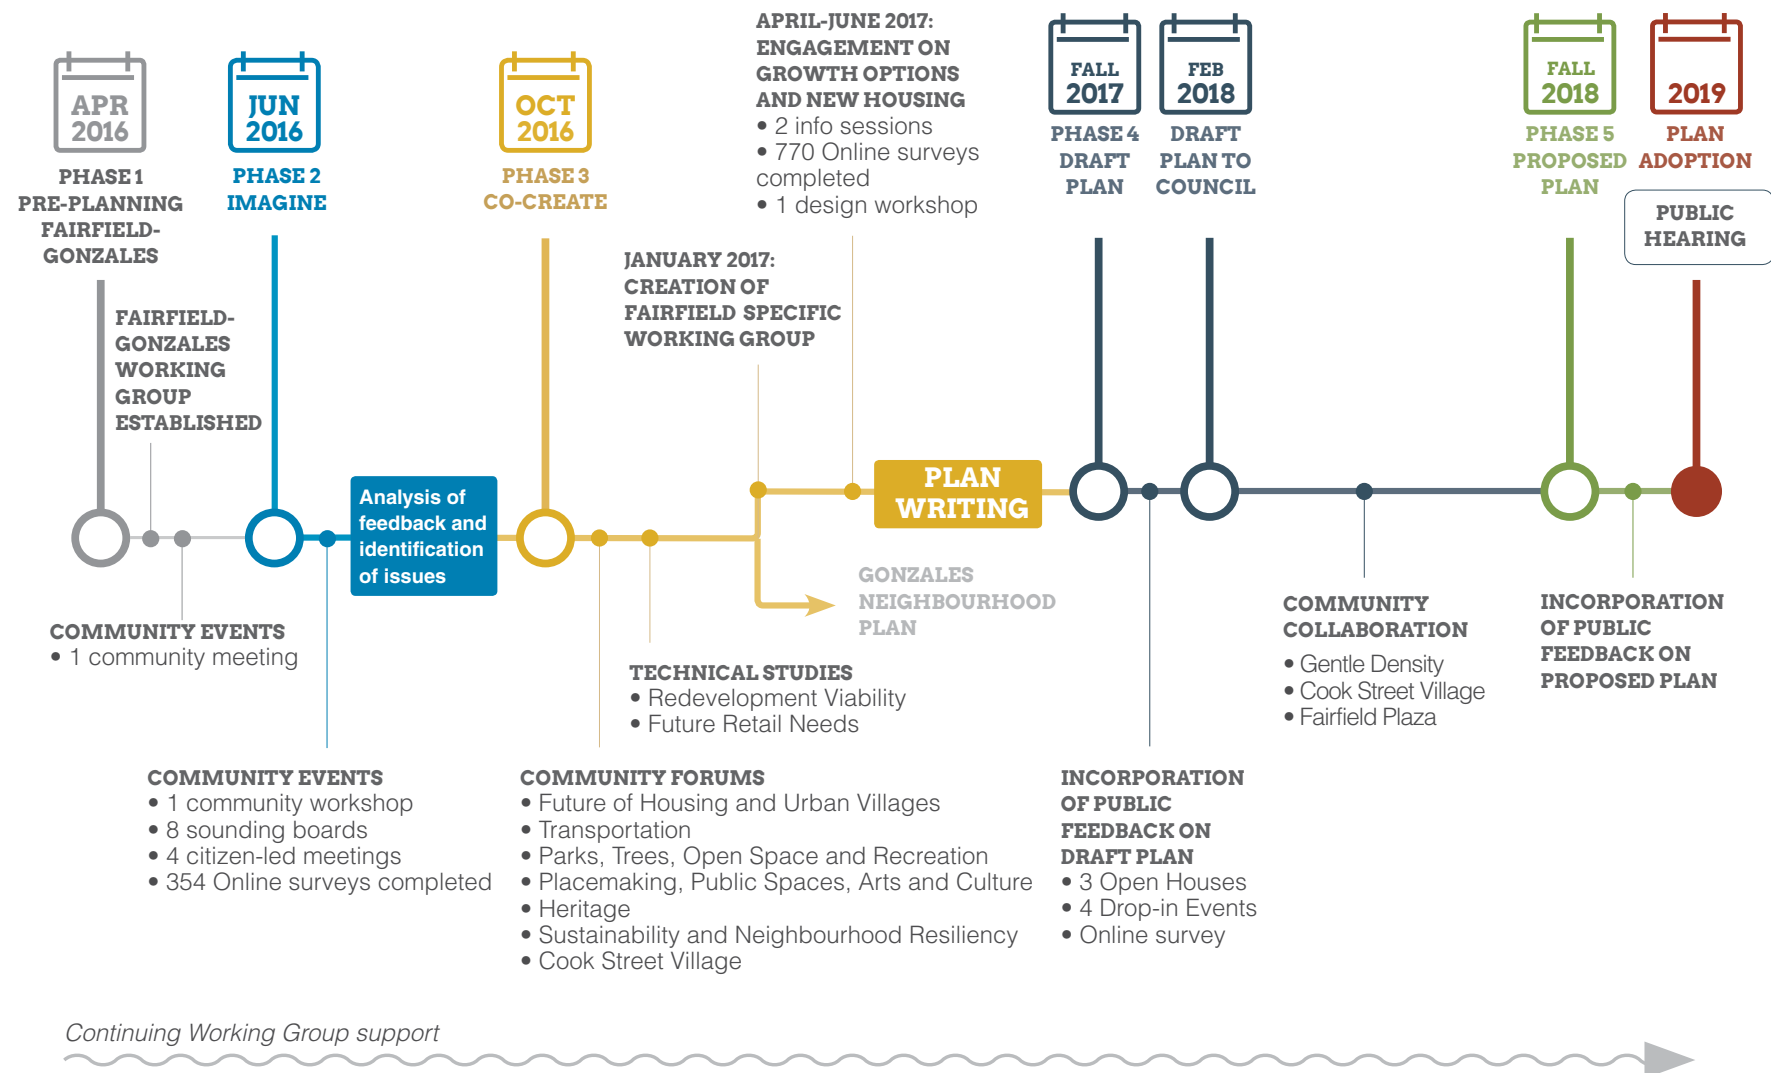 APR
2016
PHASE 1
PRE-PLANNING
FAIRFIELD-
GONZALES
FAIRFIELD-
GONZALES
WORKING
GROUP
ESTABLISHED
COMMUNITY EVENTS
• 1 community meeting
JUN
2016
PHASE 2
IMAGINE
Analysis of
feedback and
identification
of issues
COMMUNITY EVENTS
• 1 community workshop
• 8 sounding boards
• 4 citizen-led meetings
• 354 Online surveys completed
OCT
2016
PHASE 3
CO-CREATE
COMMUNITY FORUMS
• Future of Housing and Urban Villages
• Transportation
• Parks, Trees, Open Space and Recreation
• Placemaking, Public Spaces, Arts and Culture
• Heritage
• Sustainability and Neighbourhood Resiliency
• Cook Street Village
TECHNICAL STUDIES
• Redevelopment Viability
• Future Retail Needs
JANUARY 2017:
CREATION OF
FAIRFIELD SPECIFIC
WORKING GROUP
APRIL-JUNE 2017:
ENGAGEMENT ON
GROWTH OPTIONS
AND NEW HOUSING
• 2 info sessions
• 770 Online surveys
completed
• 1 design workshop
PLAN
WRITING
GONZALES
NEIGHBOURHOOD
PLAN
FALL
2017
PHASE 4
DRAFT
PLAN
INCORPORATION
OF PUBLIC
FEEDBACK ON
DRAFT PLAN
• 3 Open Houses
• 4 Drop-in Events
• Online survey
FEB
2018
DRAFT
PLAN TO
COUNCIL
COMMUNITY
COLLABORATION
• Gentle Density
• Cook Street Village
• Fairfield Plaza
FALL
2018
PHASE 5
PROPOSED
PLAN
INCORPORATION
OF PUBLIC
FEEDBACK ON
PROPOSED PLAN
2019
PLAN
ADOPTION
PUBLIC
HEARING
Continuing Working Group support